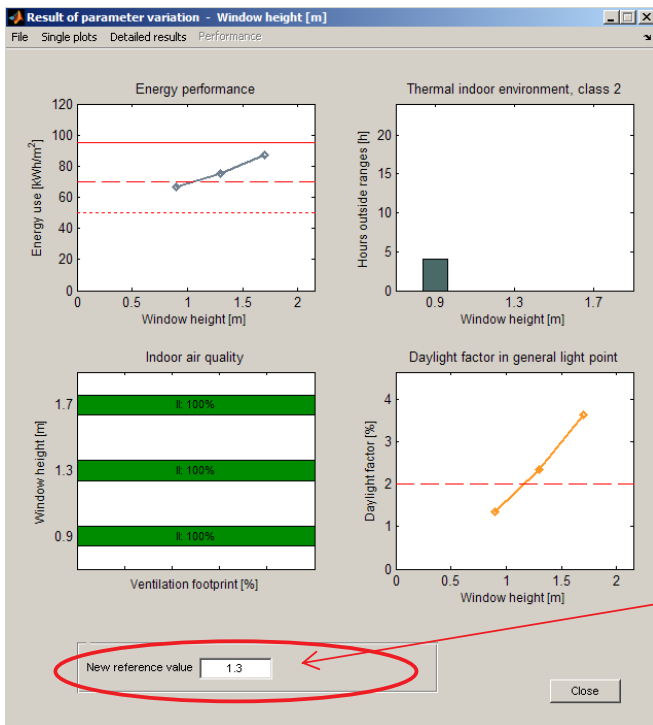 Result of parameter variation - Window height [m]
File Single plots Detailed results Performance
Energy performance
120
100
80
60
40
20
0
Energy use [kWh/m²]
0 0.5 1 1.5 2
Window height [m]
Thermal indoor environment, class 2
20
15
10
5
0
Hours outside ranges [h]
0.9 1.3 1.7
Window height [m]
Indoor air quality
Window height [m]
1.7 II: 100%
1.3 II: 100%
0.9 II: 100%
Ventilation footprint [%]
Daylight factor in general light point
4
3
2
1
0
Daylight factor [%]
0 0.5 1 1.5 2
Window height [m]
New reference value 1.3
Close